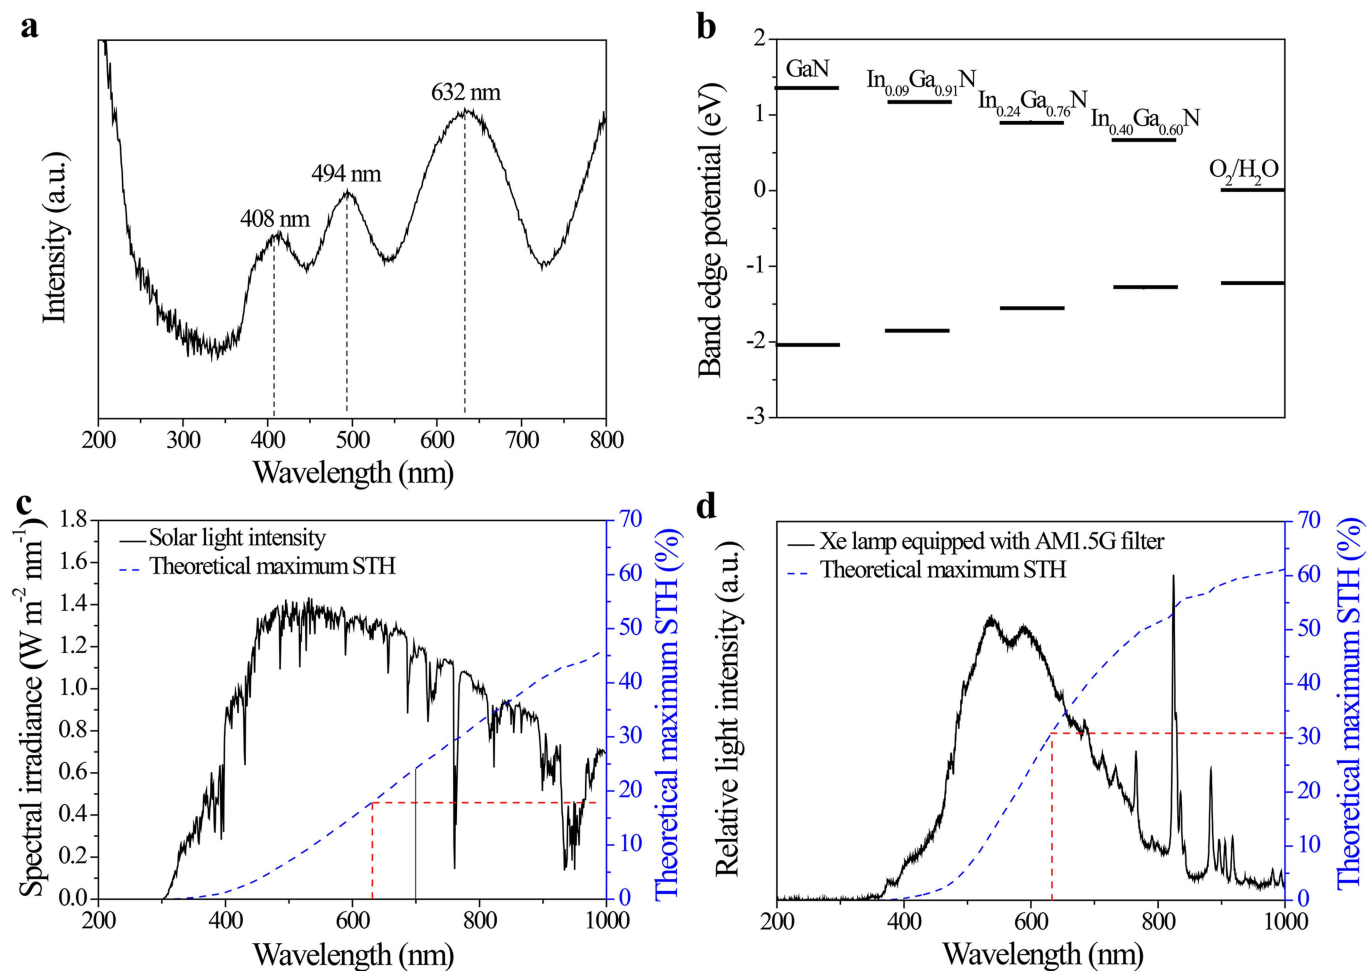 a
Intensity (a.u.)
408 nm
494 nm
632 nm
200 300 400 500 600 700 800
Wavelength (nm)
b
Band edge potential (eV)
2
1
0
-1
-2
-3
GaN
In0.09Ga0.91N
In0.24Ga0.76N
In0.40Ga0.60N
O2/H2O
c
Spectral irradiance (W m-2 nm-1)
1.8
1.6
1.4
1.2
1.0
0.8
0.6
0.4
0.2
0.0
Solar light intensity
Theoretical maximum STH
70
60
50
40
30
20
10
0
Theoretical maximum STH (%)
200 400 600 800 1000
Wavelength (nm)
d
Relative light intensity (a.u.)
Xe lamp equipped with AM1.5G filter
Theoretical maximum STH
70
60
50
40
30
20
10
0
Theoretical maximum STH (%)
200 400 600 800 1000
Wavelength (nm)